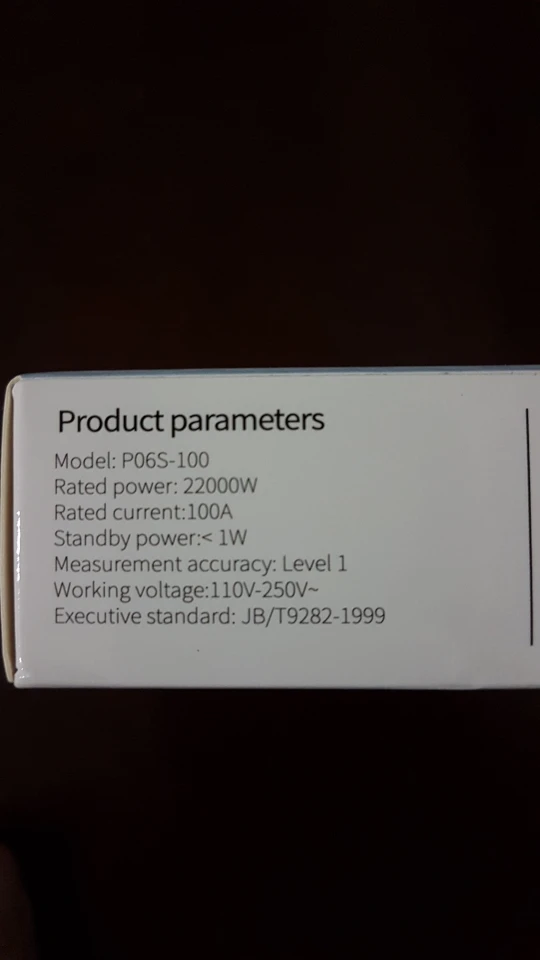 Product parameters
Model: P06S-100
Rated power: 22000W
Rated current:100A
Standby power:< 1W
Measurement accuracy: Level 1
Working voltage:110V-250V~
Executive standard: JB/T9282-1999